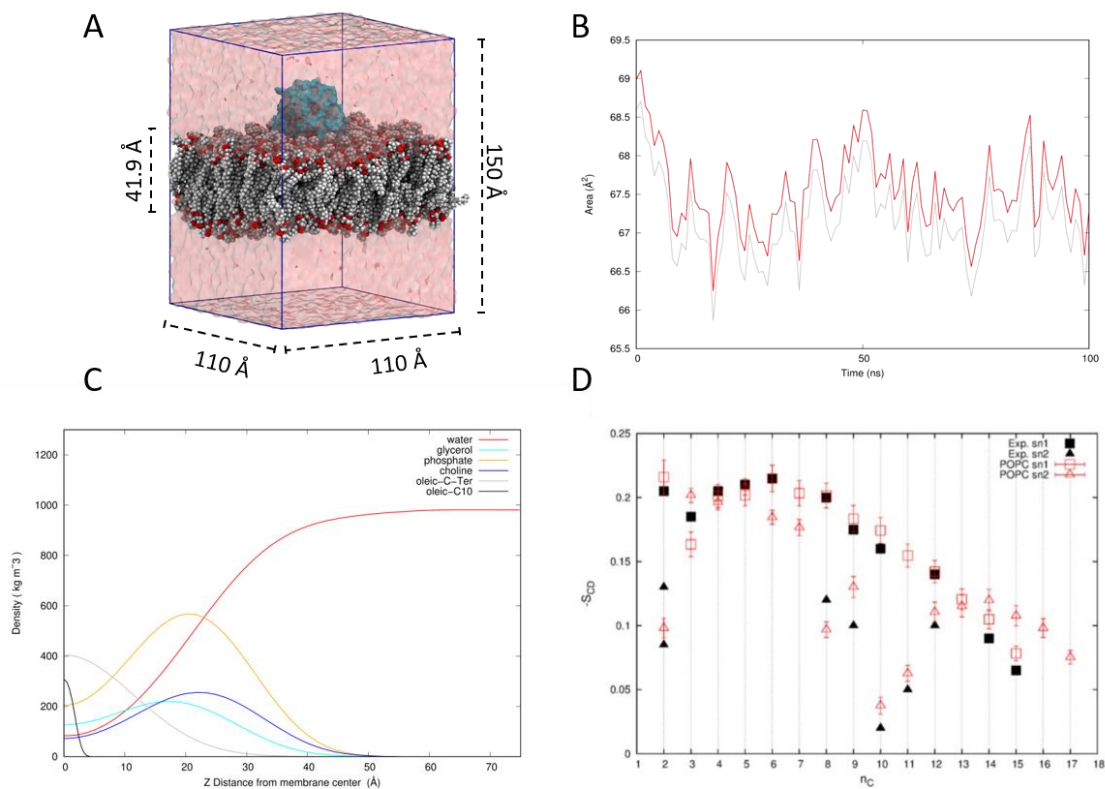 A
41.9 Å
150 Å
110 Å
110 Å
B
69.5
69
68.5
68
67.5
67
66.5
66
65.5
Area (Å²)
0
50
100
Time (ns)
C
1200
1000
800
600
400
200
0
Density ( kg m^3 )
water
glycerol
phosphate
choline
oleic-C-Ter
oleic-C10
0
10
20
30
40
50
60
70
Z Distance from membrane center (Å)
D
0.25
0.2
0.15
0.1
0.05
0
-SCD
Exp. sn1
Exp. sn2
POPC sn1
POPC sn2
1 2 3 4 5 6 7 8 9 10 11 12 13 14 15 16 17 18
nC